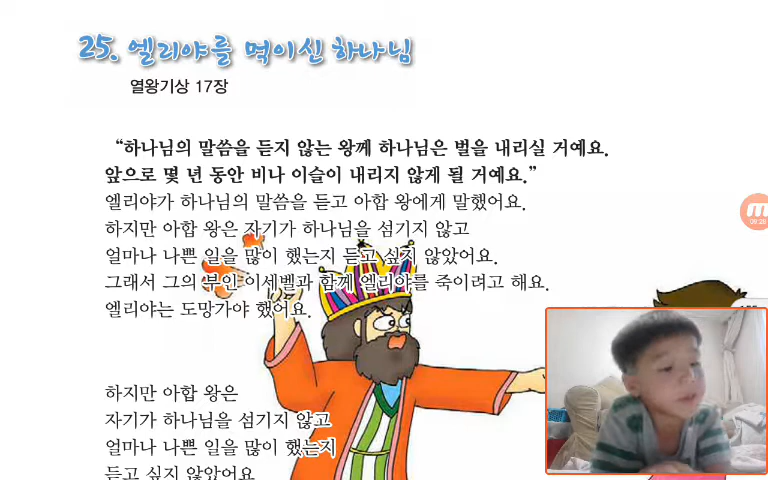 25. 엘리야를 먹이신 하나님
열왕기상 17장
“하나님의 말씀을 듣지 않는 왕께 하나님은 벌을 내리실 거예요.
앞으로 몇 년 동안 비나 이슬이 내리지 않게 될 거예요.”
엘리야가 하나님의 말씀을 듣고 아합 왕에게 말했어요.
하지만 아합 왕은 자기가 하나님을 섬기지 않고
얼마나 나쁜 일을 많이 했는지 듣고 싶지 않았어요.
그래서 그의 부인 이세벨과 함께 엘리야를 죽이려고 해요.
엘리야는 도망가야 했어요.
하지만 아합 왕은
자기가 하나님을 섬기지 않고
얼마나 나쁜 일을 많이 했는지
듣고 싶지 않았어요